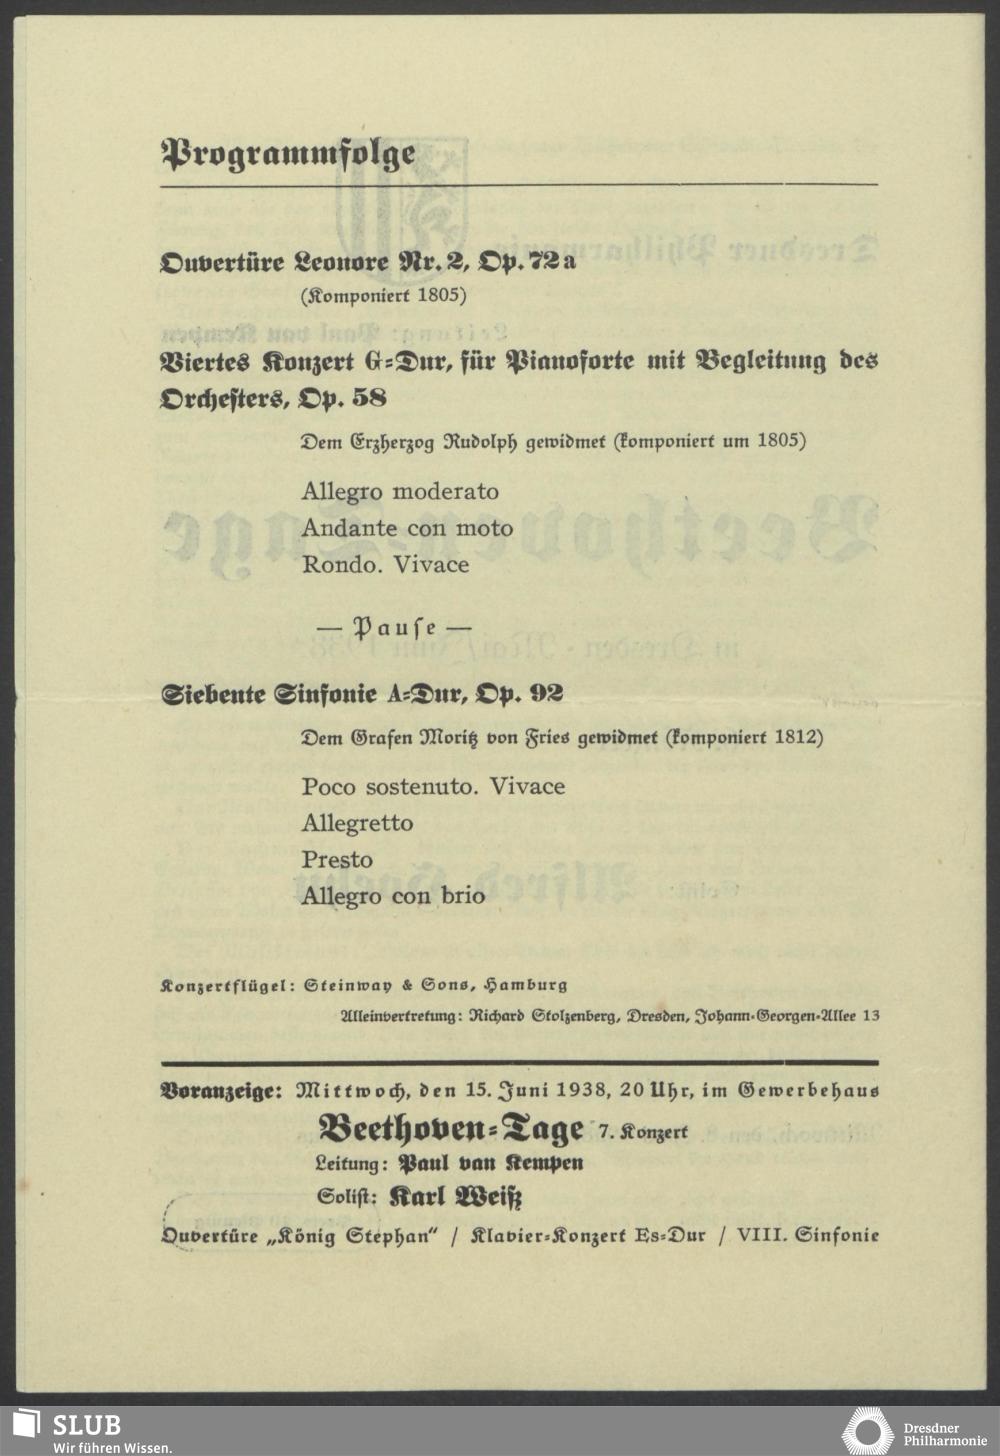 Programmfolge
Ouvertüre Leonore Nr. 2, Op. 72a
(Komponiert 1805)
Viertes Konzert G=Dur, für Pianoforte mit Begleitung des
Orchesters, Op. 58
Dem Erzherzog Rudolph gewidmet (komponiert um 1805)
Allegro moderato
Andante con moto
Rondo. Vivace
— Pause —
Siebente Sinfonie A=Dur, Op. 92
Dem Grafen Moritz von Fries gewidmet (komponiert 1812)
Poco sostenuto. Vivace
Allegretto
Presto
Allegro con brio
Konzertflügel: Steinway & Sons, Hamburg
Alleinvertretung: Richard Stolzenberg, Dresden, Johann-Georgen-Allee 13
Voranzeige: Mittwoch, den 15. Juni 1938, 20 Uhr, im Gewerbehaus
Beethoven=Tage 7. Konzert
Leitung: Paul van Kempen
Solist: Karl Weiß
Ouvertüre „König Stephan“ / Klavier=Konzert Es=Dur / VIII. Sinfonie
SLUB
Wir führen Wissen.
Dresdner
Philharmonie